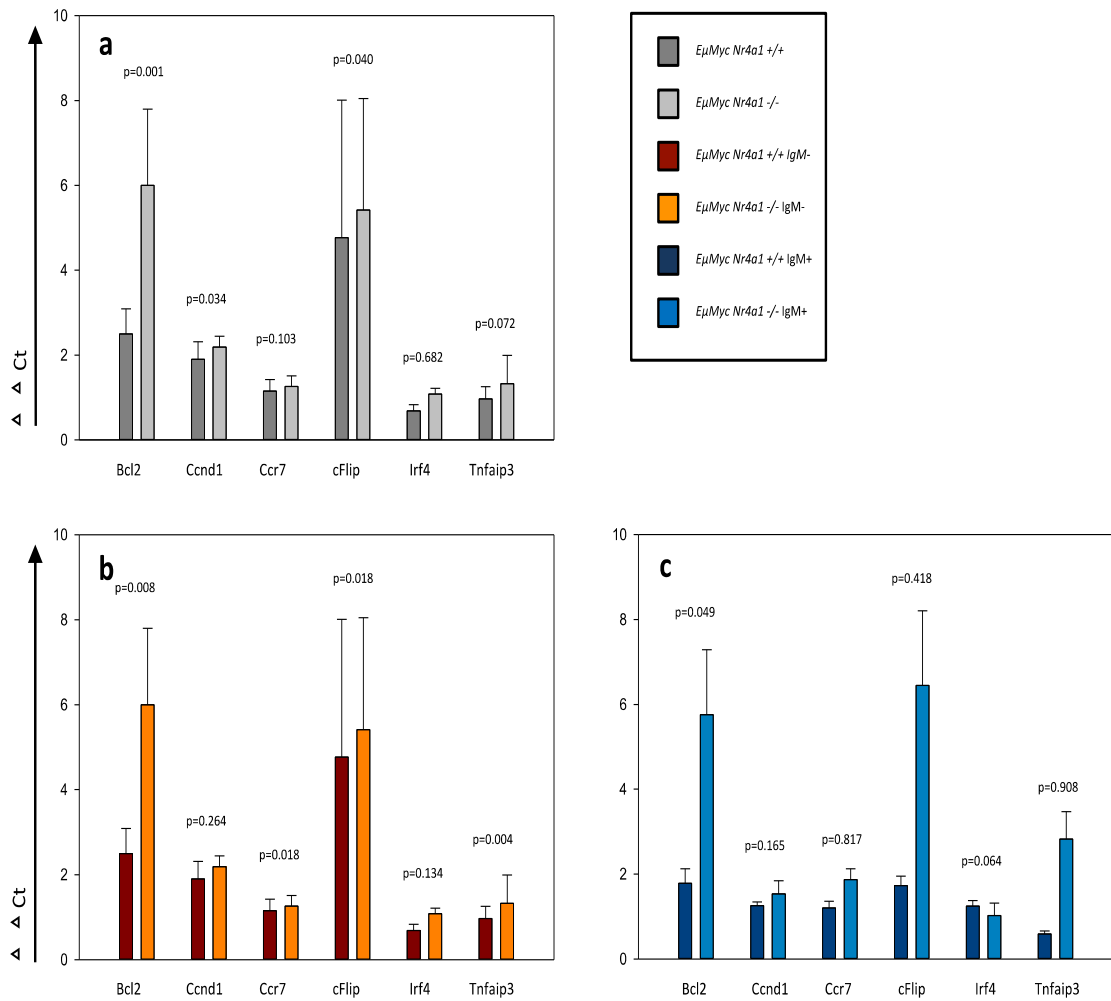 a
10
8
6
4
2
0
Δ Δ Ct
p=0.001
p=0.034
p=0.103
p=0.040
p=0.682
p=0.072
Bcl2 Ccnd1 Ccr7 cFlip Irf4 Tnfaip3
EμMyc Nr4a1 +/+
EμMyc Nr4a1 -/-
EμMyc Nr4a1 +/+ IgM-
EμMyc Nr4a1 -/- IgM-
EμMyc Nr4a1 +/+ IgM+
EμMyc Nr4a1 -/- IgM+
b
10
8
6
4
2
0
Δ Δ Ct
p=0.008
p=0.264
p=0.018
p=0.018
p=0.134
p=0.004
Bcl2 Ccnd1 Ccr7 cFlip Irf4 Tnfaip3
c
10
8
6
4
2
0
p=0.049
p=0.165
p=0.817
p=0.418
p=0.064
p=0.908
Bcl2 Ccnd1 Ccr7 cFlip Irf4 Tnfaip3